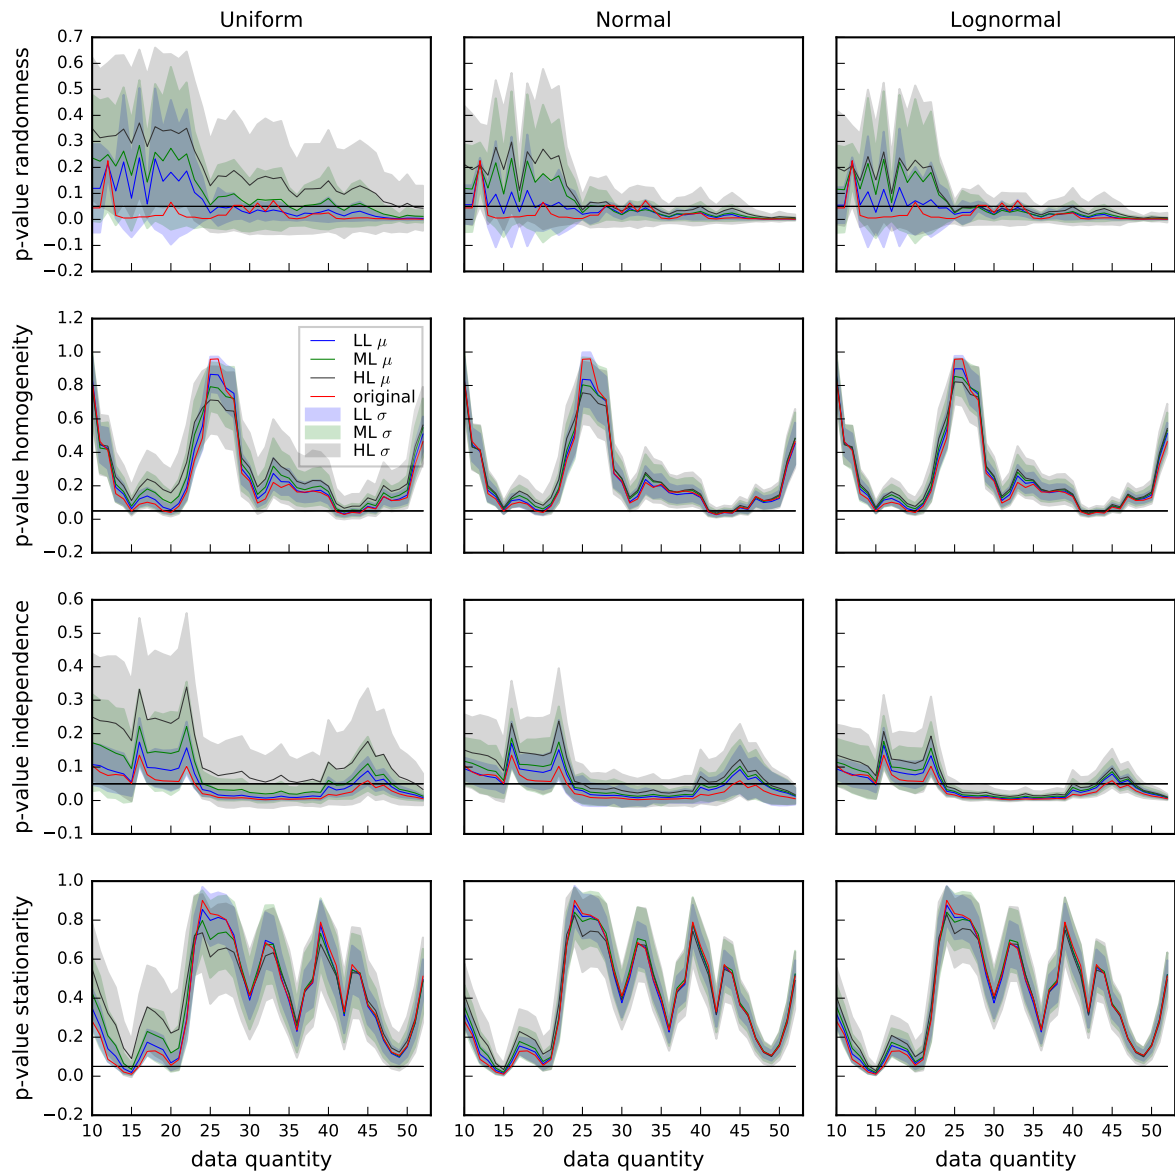 Uniform Normal Lognormal
p-value randomness
0.7
0.6
0.5
0.4
0.3
0.2
0.1
0.0
−0.1
−0.2
p-value homogeneity
1.2
1.0
0.8
0.6
0.4
0.2
0.0
−0.2
LL μ
ML μ
HL μ
original
LL σ
ML σ
HL σ
p-value independence
0.6
0.5
0.4
0.3
0.2
0.1
0.0
−0.1
p-value stationarity
1.0
0.8
0.6
0.4
0.2
0.0
−0.2
10 15 20 25 30 35 40 45 50 10 15 20 25 30 35 40 45 50 10 15 20 25 30 35 40 45 50
data quantity data quantity data quantity